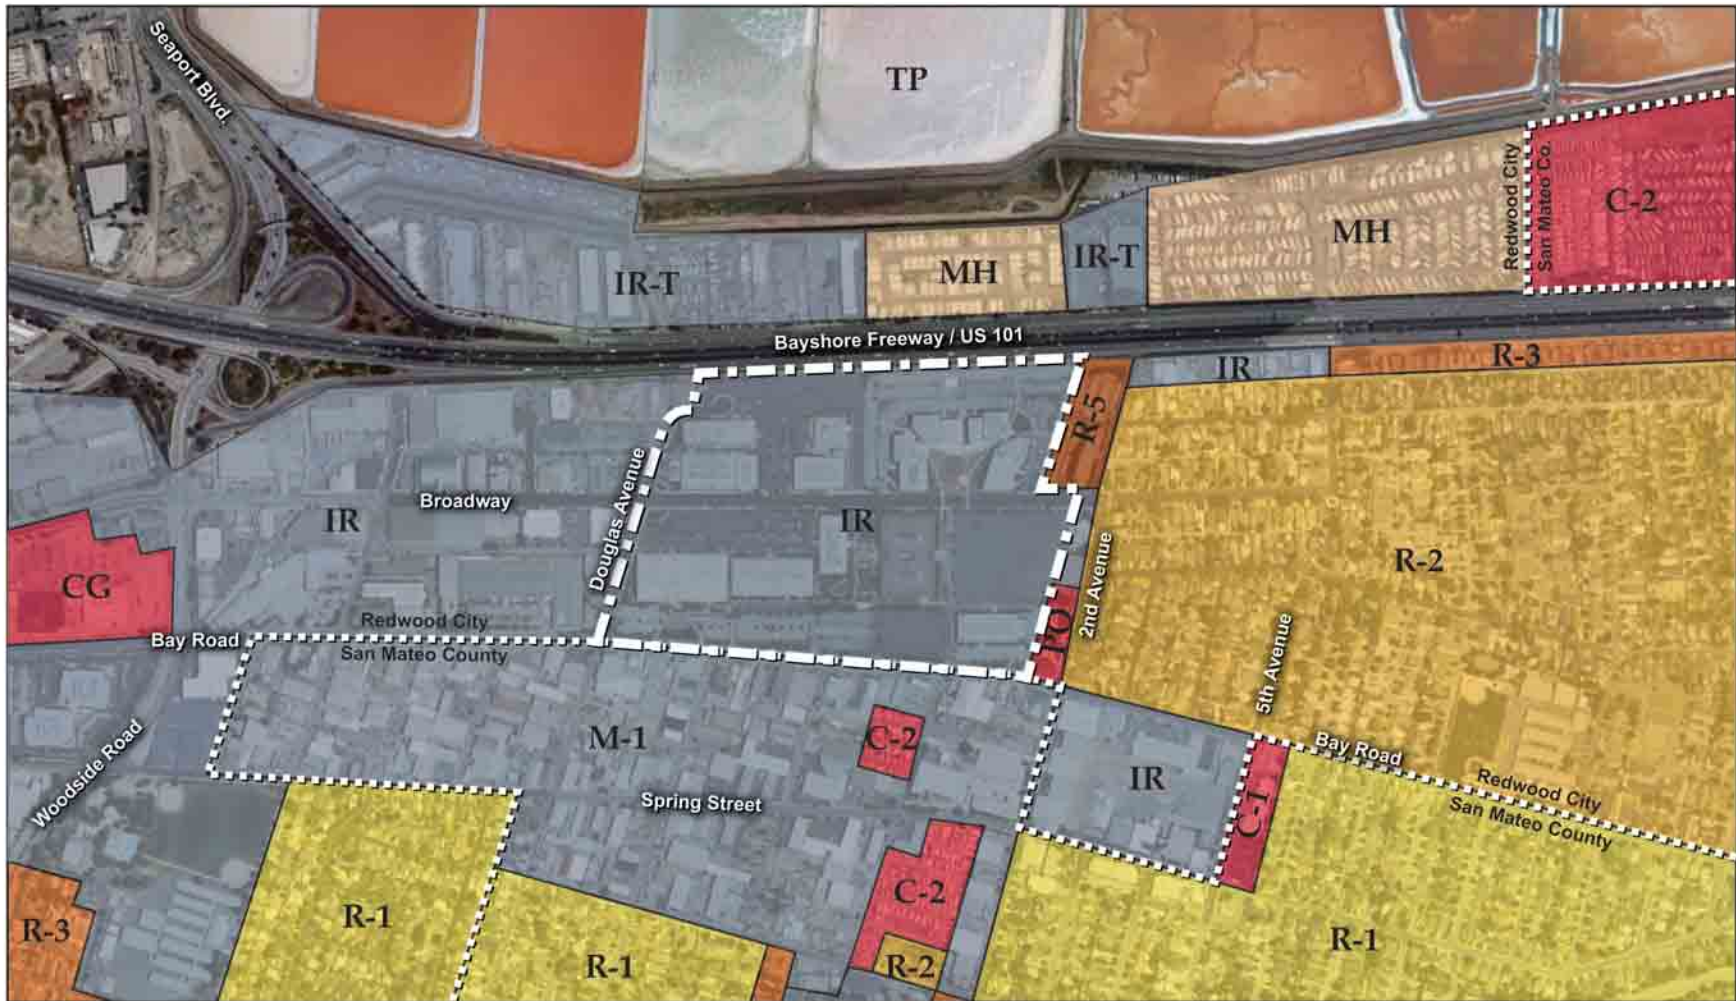 Seaport Blvd.
TP
Redwood City
San Mateo Co.
C-2
MH
IR-T
IR-T
MH
Bayshore Freeway / US 101
IR
R-3
R-5
Douglas Avenue
Broadway
IR
IR
CG
R-2
2nd Avenue
PO
Redwood City
Bay Road
San Mateo County
5th Avenue
M-1
C-2
Bay Road
IR
Woodside Road
Spring Street
C-1
Redwood City
San Mateo County
R-3
R-1
R-1
C-2
R-2
R-1